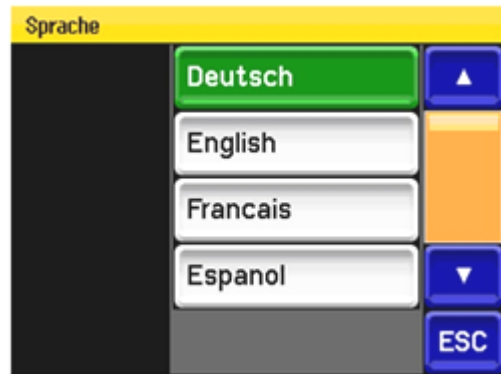 Sprache
Deutsch
English
Francais
Espanol
ESC